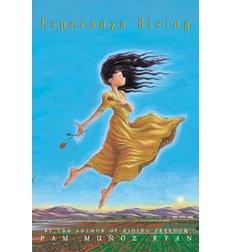 Esperanza Rising
BY THE AUTHOR OF RIDING FREEDOM
PAM MUÑOZ RYAN